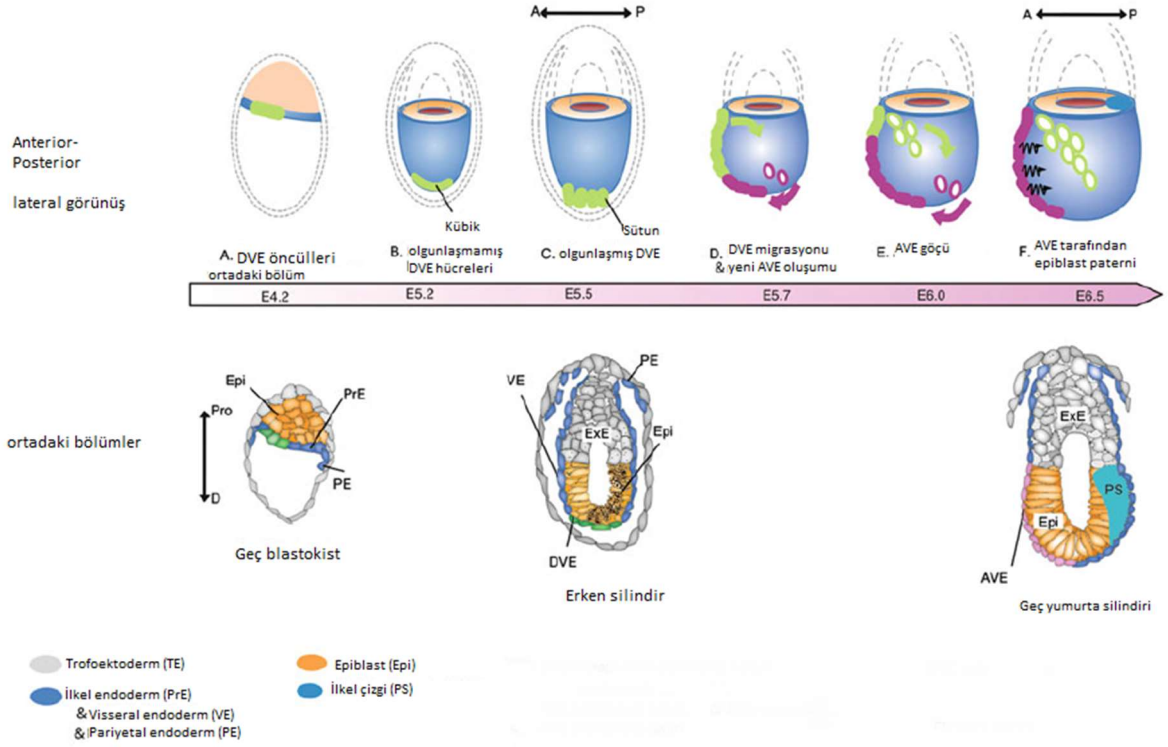 A P
A P
Anterior-
Posterior
lateral görünüş
Kübik
Sütun
A. DVE öncülleri
ortadaki bölüm
B. olgunlaşmamış
DVE hücreleri
C. olgunlaşmış DVE
D. DVE migrasyonu
& yeni AVE oluşumu
E. AVE göçü
F. AVE tarafından
epiblast paterni
E4.2 E5.2 E5.5 E5.7 E6.0 E6.5
ortadaki bölümler
Pro
D
Epi
PrE
PE
Geç blastokist
VE
PE
ExE
Epi
DVE
Erken silindir
ExE
PS
Epi
AVE
Geç yumurta silindiri
Trofoektoderm (TE)
İlkel endoderm (PrE)
& Visseral endoderm (VE)
& Pariyetal endoderm (PE)
Epiblast (Epi)
İlkel çizgi (PS)